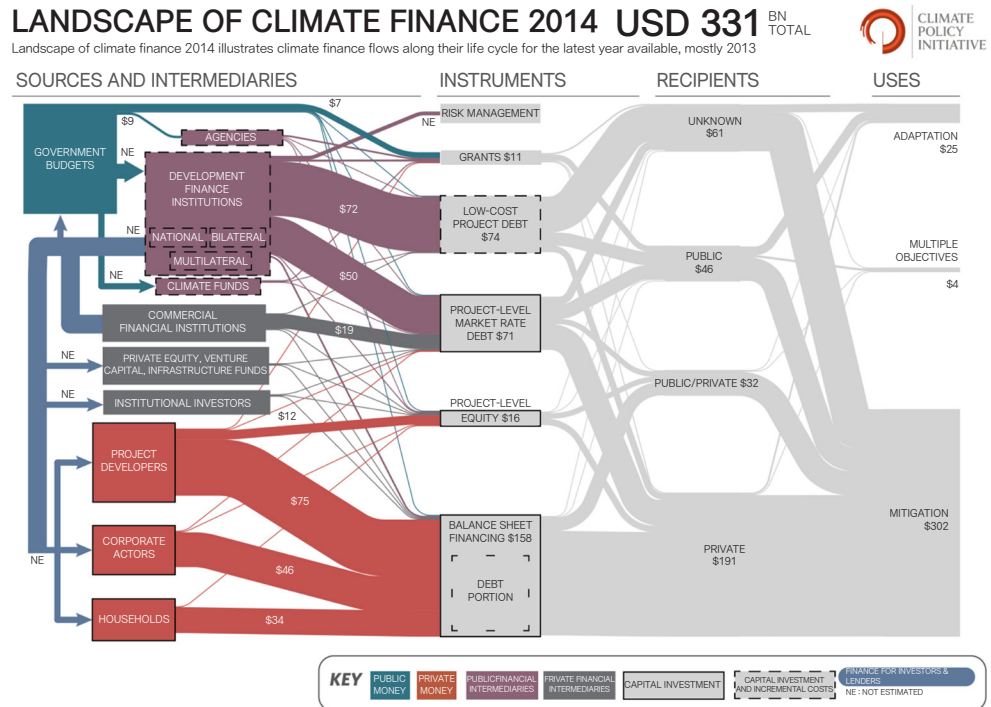 LANDSCAPE OF CLIMATE FINANCE 2014 USD 331 BN TOTAL
Landscape of climate finance 2014 illustrates climate finance flows along their life cycle for the latest year available, mostly 2013
CLIMATE
POLICY
INITIATIVE
SOURCES AND INTERMEDIARIES
INSTRUMENTS
RECIPIENTS
USES
GOVERNMENT
BUDGETS
$9
$7
NE
AGENCIES
NE
DEVELOPMENT
FINANCE
INSTITUTIONS
NE
NATIONAL
BILATERAL
MULTILATERAL
NE
CLIMATE FUNDS
COMMERCIAL
FINANCIAL INSTITUTIONS
NE
PRIVATE EQUITY, VENTURE
CAPITAL, INFRASTRUCTURE FUNDS
NE
INSTITUTIONAL INVESTORS
PROJECT
DEVELOPERS
CORPORATE
ACTORS
NE
HOUSEHOLDS
$72
$50
$19
$12
$75
$46
$34
RISK MANAGEMENT
GRANTS $11
LOW-COST
PROJECT DEBT
$74
PROJECT-LEVEL
MARKET RATE
DEBT $71
PROJECT-LEVEL
EQUITY $16
BALANCE SHEET
FINANCING $158
DEBT
PORTION
UNKNOWN
$61
PUBLIC
$46
PUBLIC/PRIVATE $32
PRIVATE
$191
ADAPTATION
$25
MULTIPLE
OBJECTIVES
$4
MITIGATION
$302
KEY
PUBLIC
MONEY
PRIVATE
MONEY
PUBLICFINANCIAL
INTERMEDIARIES
PRIVATE FINANCIAL
INTERMEDIARIES
CAPITAL INVESTMENT
CAPITAL INVESTMENT
AND INCREMENTAL COSTS
FINANCE FOR INVESTORS &
LENDERS
NE : NOT ESTIMATED